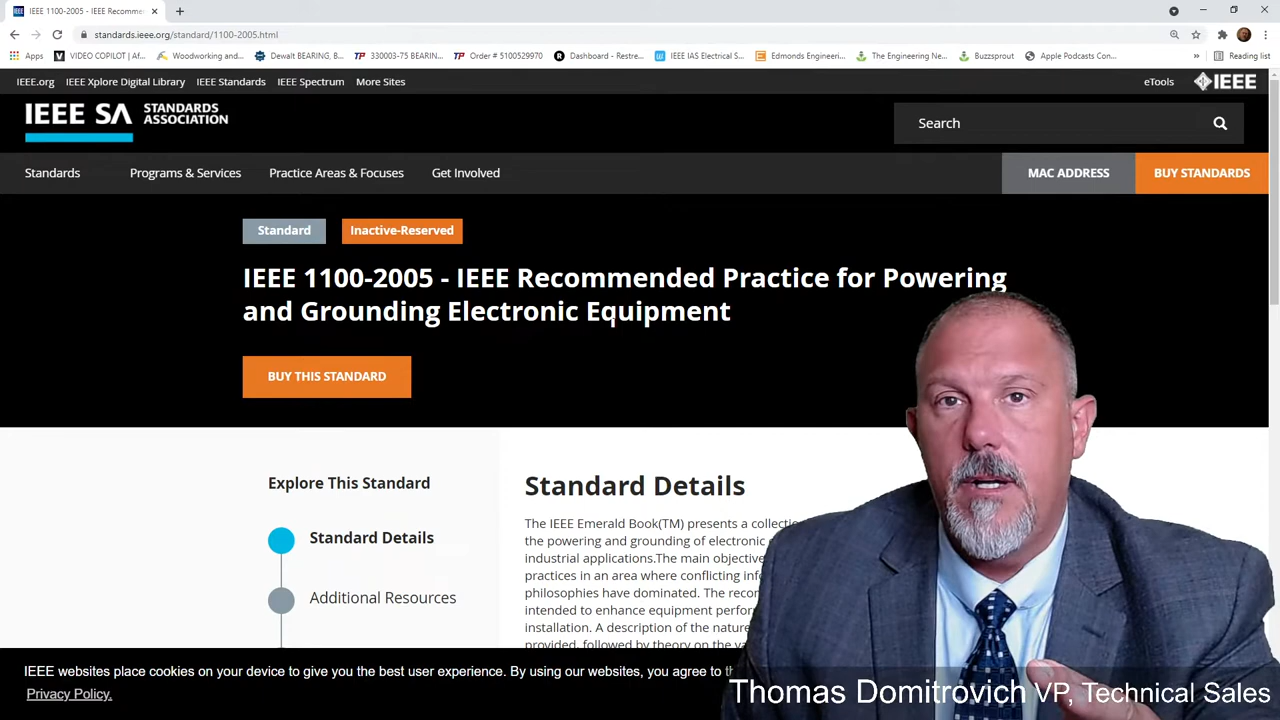 IEEE 1100-2005 - IEEE Recomme
standards.ieee.org/standard/1100-2005.html
Apps VIDEO COPILOT | Af... Woodworking and... Dewalt BEARING, B... 330003-75 BEARIN... Order # 5100529970 Dashboard - Restre... IEEE IAS Electrical S... Edmonds Engineeri... The Engineering Ne... Buzzsprout Apple Podcasts Con... » Reading list
IEEE.org IEEE Xplore Digital Library IEEE Standards IEEE Spectrum More Sites eTools IEEE
IEEE SA STANDARDS
ASSOCIATION
Search
Standards Programs & Services Practice Areas & Focuses Get Involved MAC ADDRESS BUY STANDARDS
Standard Inactive-Reserved
IEEE 1100-2005 - IEEE Recommended Practice for Powering
and Grounding Electronic Equipment
BUY THIS STANDARD
Explore This Standard
Standard Details
Additional Resources
Standard Details
The IEEE Emerald Book(TM) presents a
the powering and grounding of electronic
industrial applications.The main objective
practices in an area where conflicting
philosophies have dominated. The
intended to enhance equipment
installation. A description of the nature
provided, followed by theory on the
IEEE websites place cookies on your device to give you the best user experience. By using our websites, you agree to
Privacy Policy.
Thomas Domitrovich VP, Technical Sales